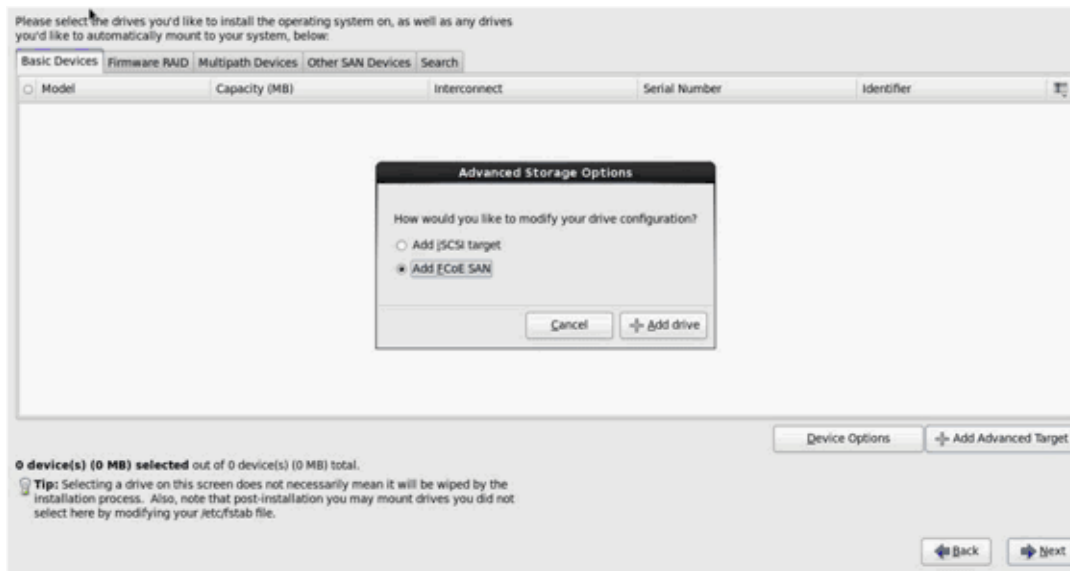 Please select the drives you'd like to install the operating system on, as well as any drives
you'd like to automatically mount to your system, below:
Basic Devices Firmware RAID Multipath Devices Other SAN Devices Search
Model Capacity (MB) Interconnect Serial Number Identifier
Advanced Storage Options
How would you like to modify your drive configuration?
Add iSCSI target
Add FCoE SAN
Cancel Add drive
Device Options Add Advanced Target
0 device(s) (0 MB) selected out of 0 device(s) (0 MB) total.
Tip: Selecting a drive on this screen does not necessarily mean it will be wiped by the
installation process. Also, note that post-installation you may mount drives you did not
select here by modifying your /etc/fstab file.
Back Next